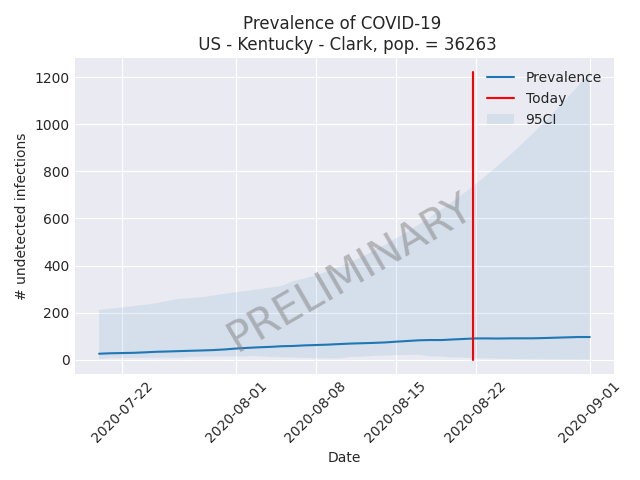 Prevalence of COVID-19
US - Kentucky - Clark, pop. = 36263
# undetected infections
1200
1000
800
600
400
200
0
Prevalence
Today
95CI
PRELIMINARY
2020-07-22
2020-08-01
2020-08-08
2020-08-15
2020-08-22
2020-09-01
Date